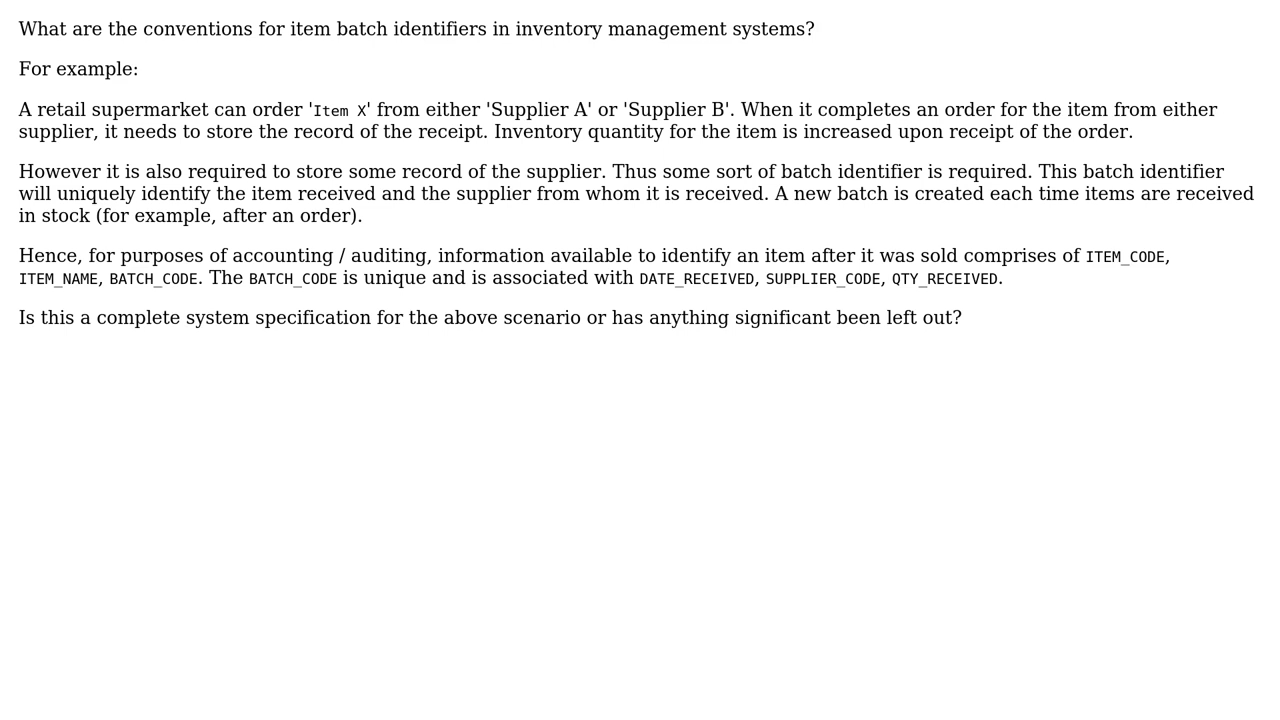 What are the conventions for item batch identifiers in inventory management systems?
For example:
A retail supermarket can order 'Item X' from either 'Supplier A' or 'Supplier B'. When it completes an order for the item from either
supplier, it needs to store the record of the receipt. Inventory quantity for the item is increased upon receipt of the order.
However it is also required to store some record of the supplier. Thus some sort of batch identifier is required. This batch identifier
will uniquely identify the item received and the supplier from whom it is received. A new batch is created each time items are received
in stock (for example, after an order).
Hence, for purposes of accounting / auditing, information available to identify an item after it was sold comprises of ITEM_CODE,
ITEM_NAME, BATCH_CODE. The BATCH_CODE is unique and is associated with DATE_RECEIVED, SUPPLIER_CODE, QTY_RECEIVED.
Is this a complete system specification for the above scenario or has anything significant been left out?